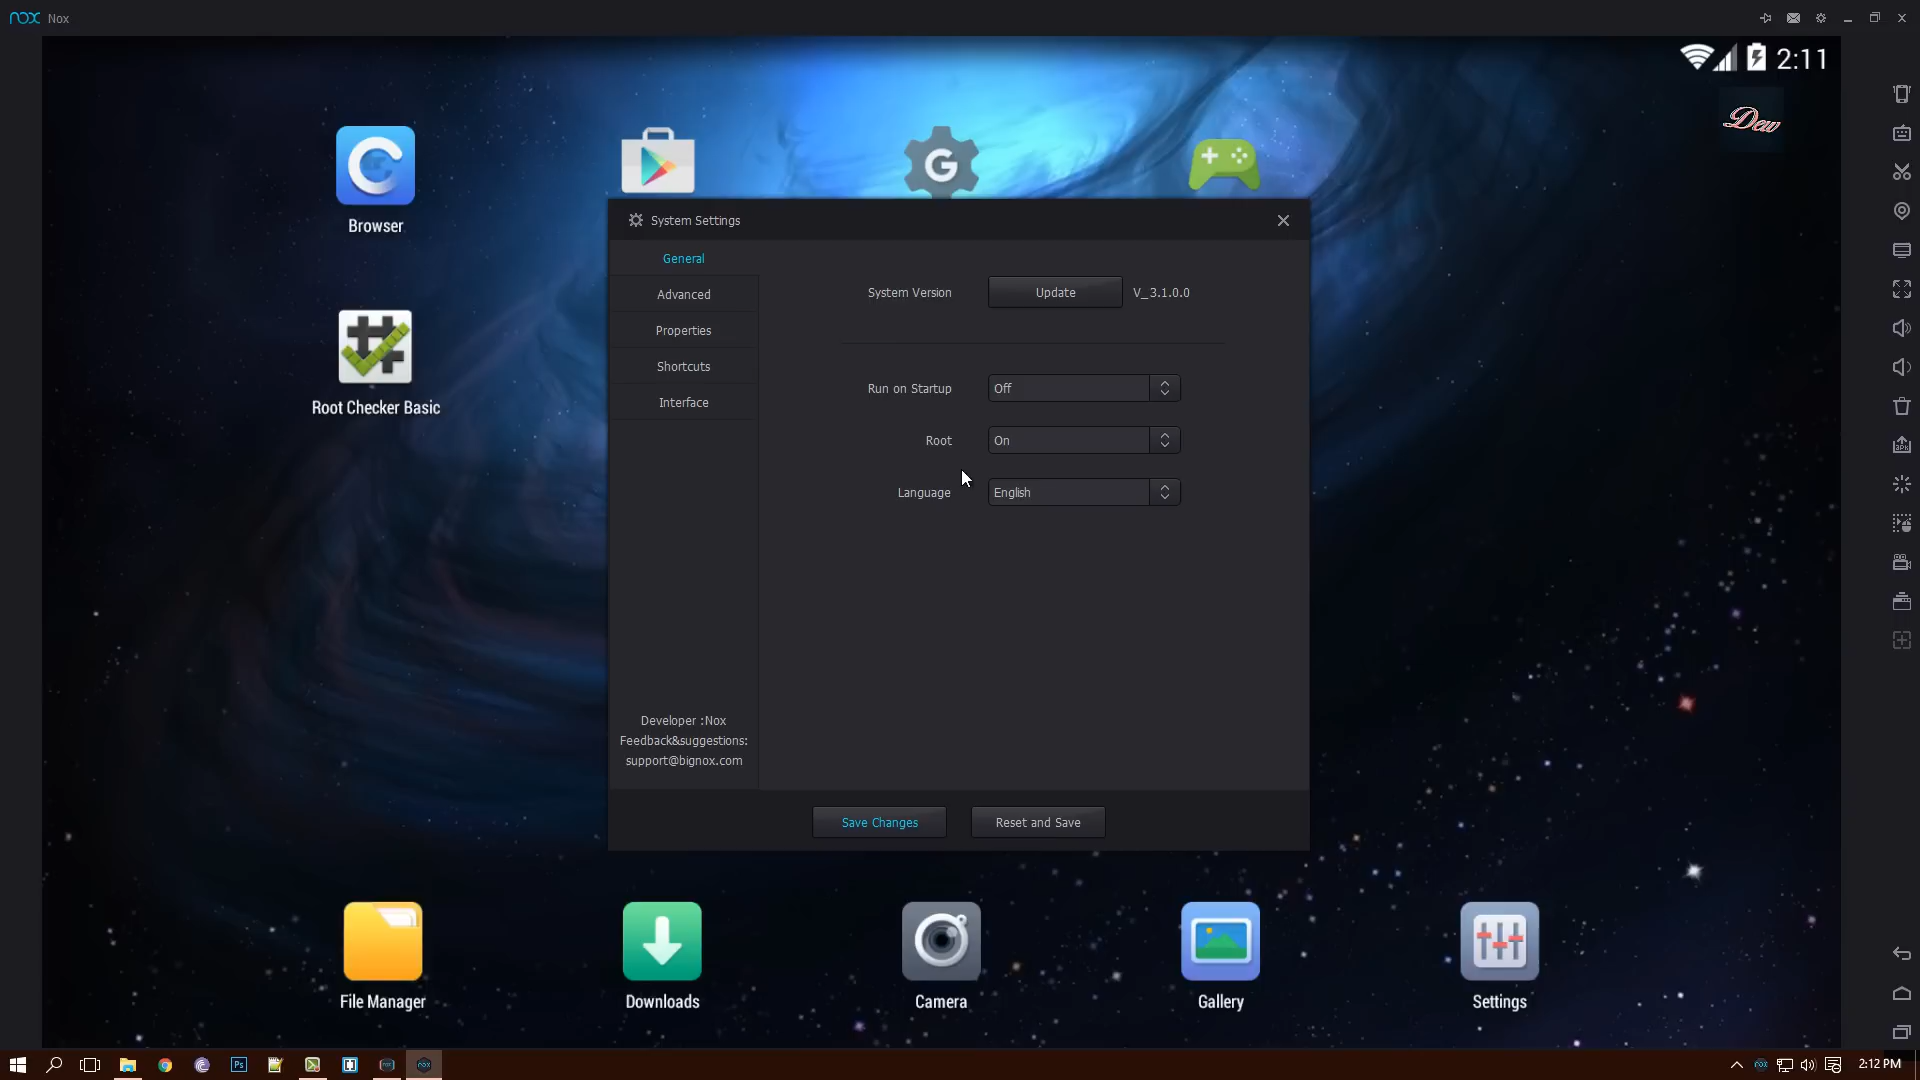 nox Nox
2:11
Dew
G
Browser
Root Checker Basic
System Settings
General
Advanced
Properties
Shortcuts
Interface
System Version Update V_3.1.0.0
Run on Startup Off
Root On
Language English
Developer :Nox
Feedback&suggestions:
support@bignox.com
Save Changes Reset and Save
File Manager Downloads Camera Gallery Settings
Ps
2:12 PM